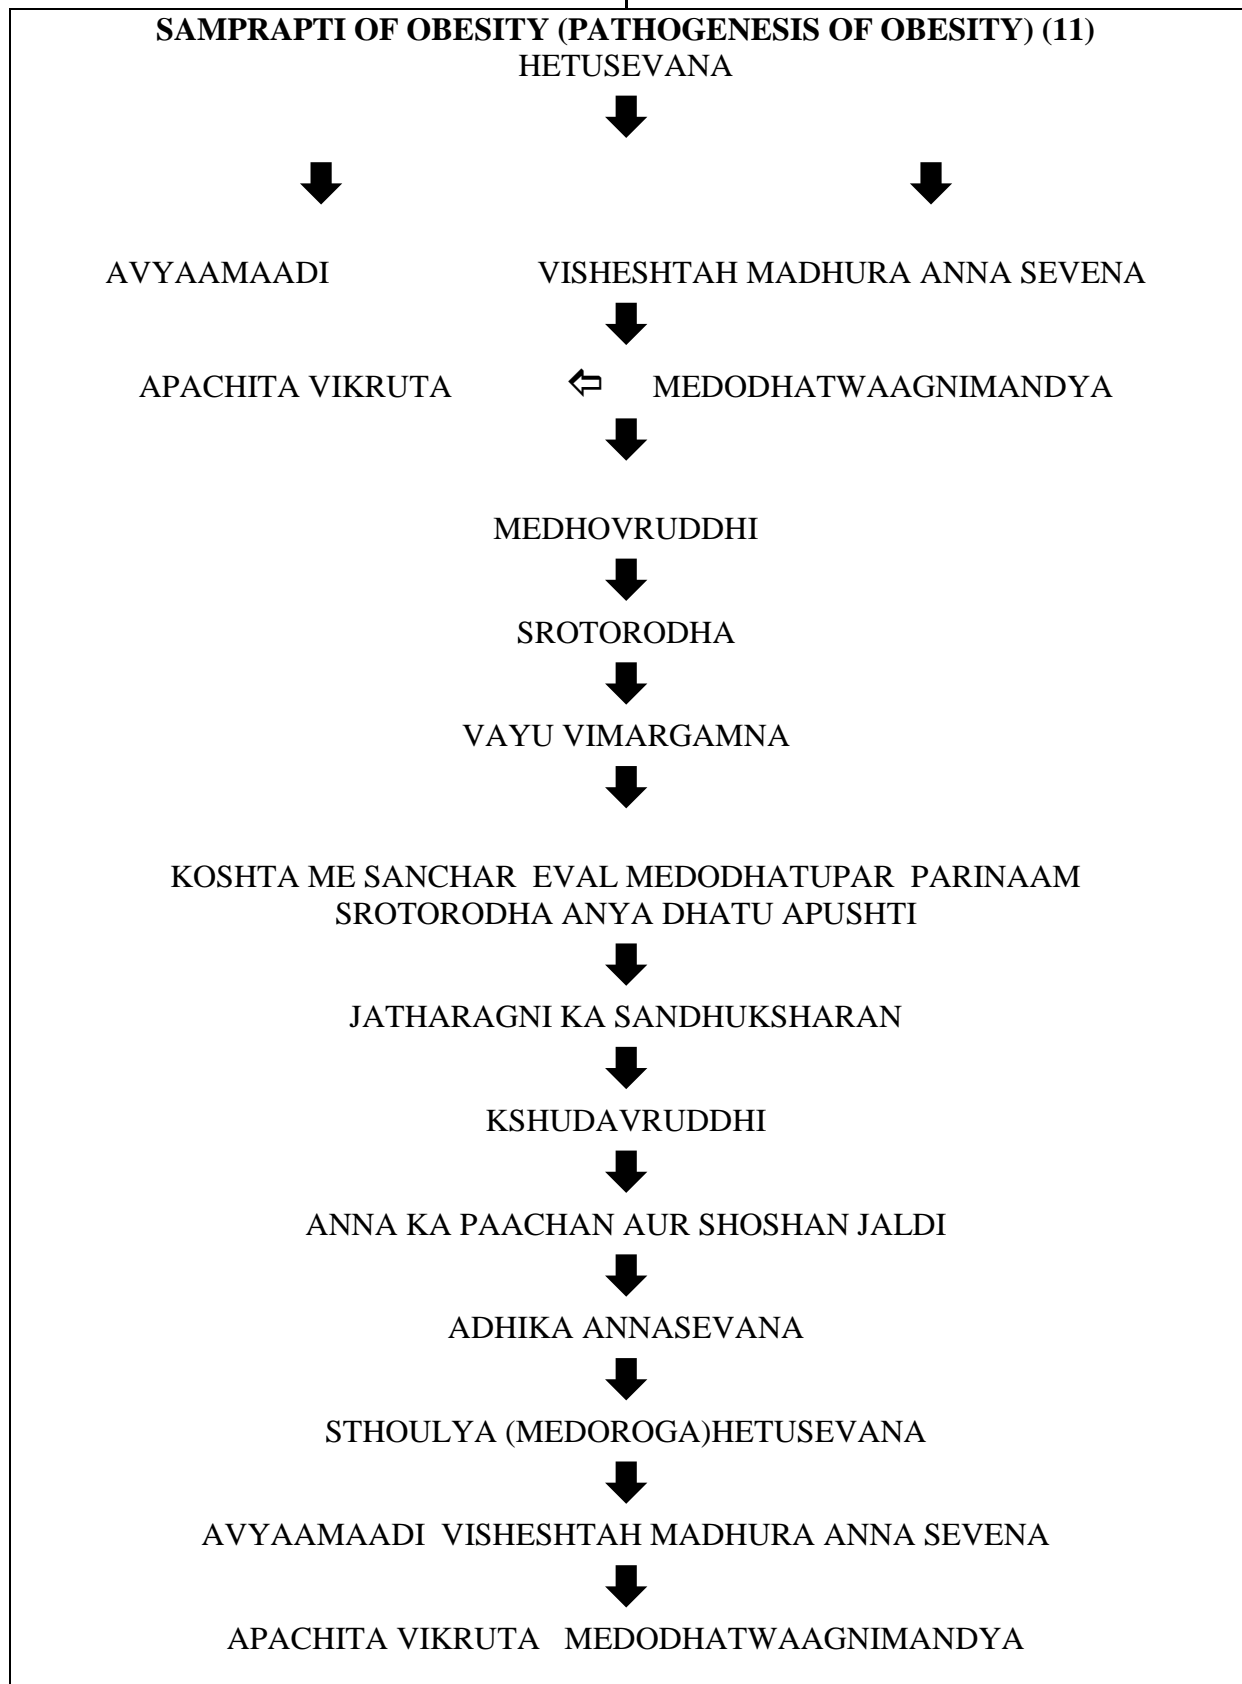 SAMPRAPTI OF OBESITY (PATHOGENESIS OF OBESITY) (11)
HETUSEVANA
AVYAAMAADI VISHESHTAH MADHURA ANNA SEVENA
APACHITA VIKRUTA MEDODHATWAAGNIMANDYA
MEDHOVRUDDHI
SROTORODHA
VAYU VIMARGAMNA
KOSHTA ME SANCHAR EVAL MEDODHATUPAR PARINAAM
SROTORODHA ANYA DHATU APUSHTI
JATHARAGNI KA SANDHUKSHARAN
KSHUDAVRUDDHI
ANNA KA PAACHAN AUR SHOSHAN JALDI
ADHIKA ANNASEVANA
STHOULYA (MEDOROGA)HETUSEVANA
AVYAAMAADI VISHESHTAH MADHURA ANNA SEVENA
APACHITA VIKRUTA MEDODHATWAAGNIMANDYA